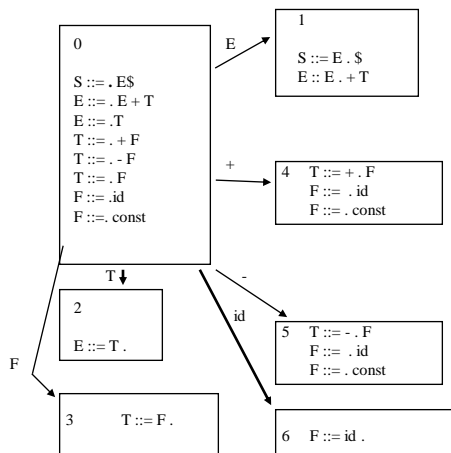 0
S ::= . E$
E ::= . E + T
E ::= .T
T ::= . + F
T ::= . - F
T ::= . F
F ::= .id
F ::=. const
E
1
S ::= E . $
E :: E . + T
+
4 T ::= + . F
F ::= . id
F ::= . const
T
2
E ::= T .
-
id
5 T ::= - . F
F ::= . id
F ::= . const
F
3 T ::= F .
6 F ::= id .